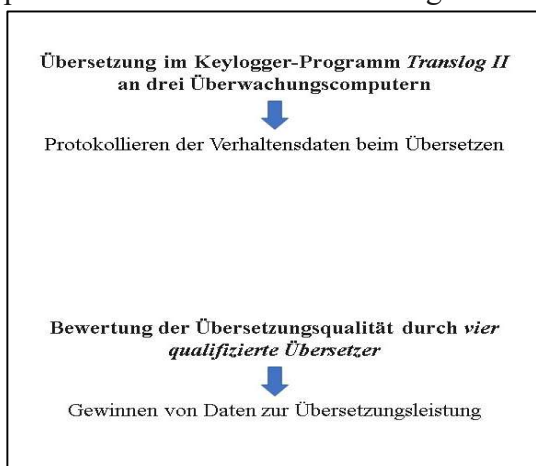 Übersetzung im Keylogger-Programm Translog II
an drei Überwachungscomputern
Protokollieren der Verhaltensdaten beim Übersetzen
Bewertung der Übersetzungsqualität durch vier
qualifizierte Übersetzer
Gewinnen von Daten zur Übersetzungsleistung